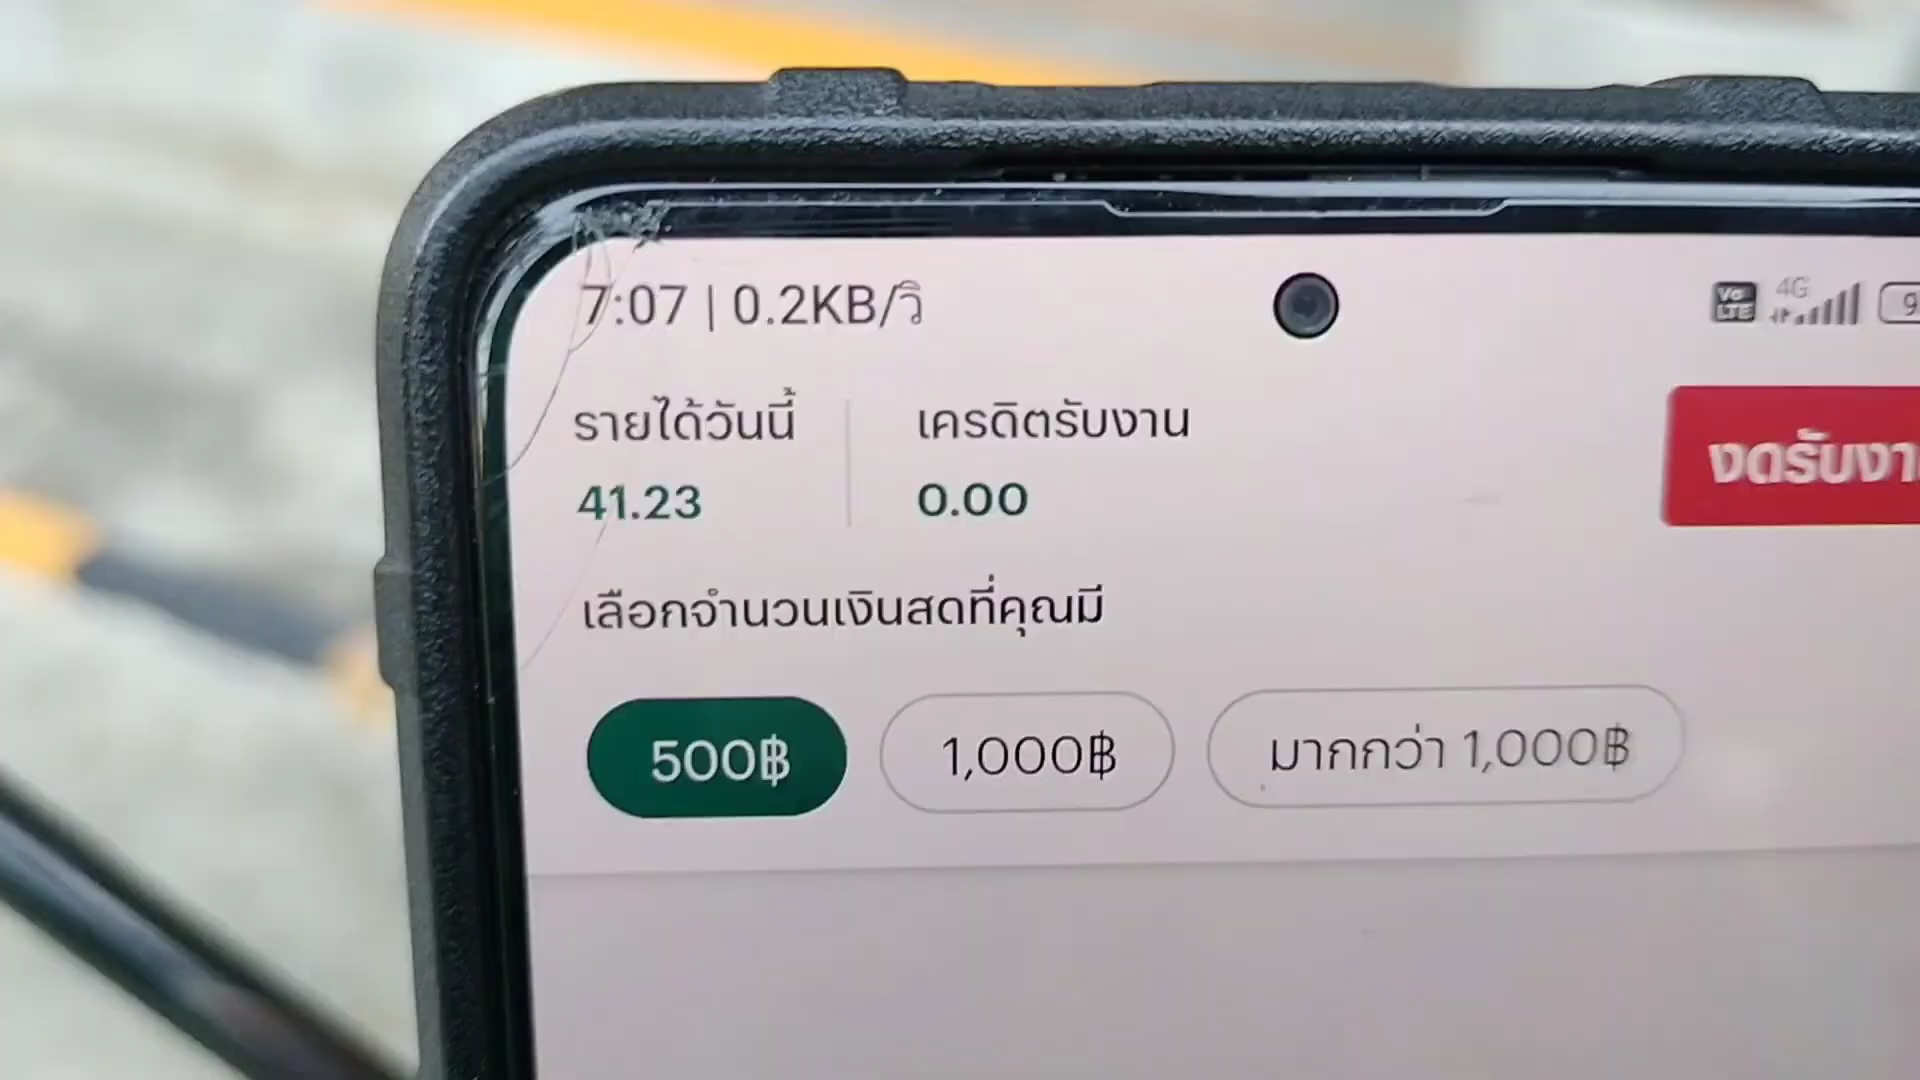 7:07 | 0.2KB/วิ
Vo LTE 4G
รายได้วันนี้ เครดิตรับงาน
41.23 0.00
เลือกจำนวนเงินสดที่คุณมี
500฿ 1,000฿ มากกว่า 1,000฿